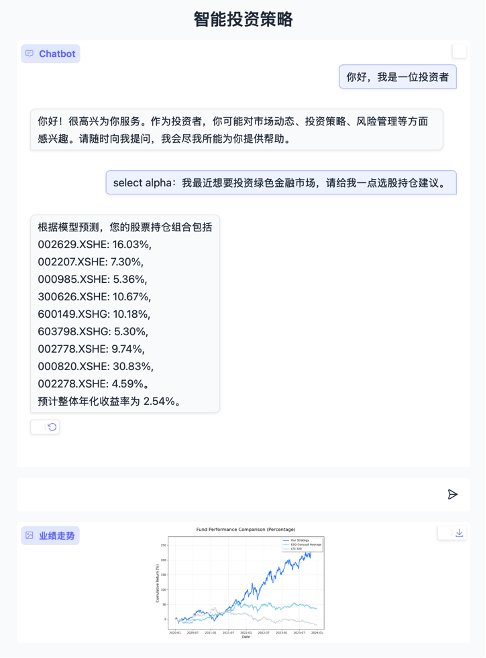 智能投资策略
Chatbot
你好，我是一位投资者
你好！很高兴为你服务。作为投资者，你可能对市场动态、投资策略、风险管理等方面
感兴趣。请随时向我提问，我会尽我所能为你提供帮助。
select alpha：我最近想要投资绿色金融市场，请给我一点选股持仓建议。
根据模型预测，您的股票持仓组合包括
002629.XSHE: 16.03%,
002207.XSHE: 7.30%,
000985.XSHE: 5.36%,
300626.XSHE: 10.67%,
600149.XSHG: 10.18%,
603798.XSHG: 5.30%,
002778.XSHE: 9.74%,
000820.XSHE: 30.83%,
002278.XSHE: 4.59%。
预计整体年化收益率为 2.54%。
业绩走势
Fund Performance Comparison (Percentage)
Cumulative Return (%)
Date